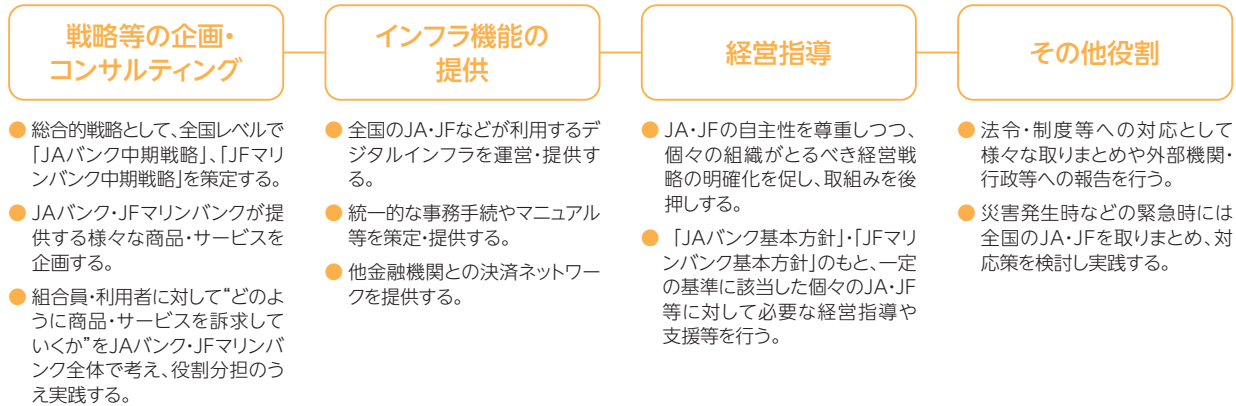 戦略等の企画・
コンサルティング
● 総合的戦略として、全国レベルで
「JAバンク中期戦略」、「JFマリ
ンバンク中期戦略」を策定する。
● JAバンク・JFマリンバンクが提
供する様々な商品・サービスを
企画する。
● 組合員・利用者に対して“どのよ
うに商品・サービスを訴求して
いくか”をJAバンク・JFマリンバ
ンク全体で考え、役割分担のう
え実践する。
インフラ機能の
提供
● 全国のJA・JFなどが利用するデ
ジタルインフラを運営・提供す
る。
● 統一的な事務手続やマニュアル
等を策定・提供する。
● 他金融機関との決済ネットワー
クを提供する。
経営指導
● JA・JFの自主性を尊重しつつ、
個々の組織がとるべき経営戦
略の明確化を促し、取組みを後
押しする。
● 「JAバンク基本方針」・「JFマリ
ンバンク基本方針」のもと、一定
の基準に該当した個々のJA・JF
等に対して必要な経営指導や
支援等を行う。
その他役割
● 法令・制度等への対応として
様々な取りまとめや外部機関・
行政等への報告を行う。
● 災害発生時などの緊急時には
全国のJA・JFを取りまとめ、対
応策を検討し実践する。